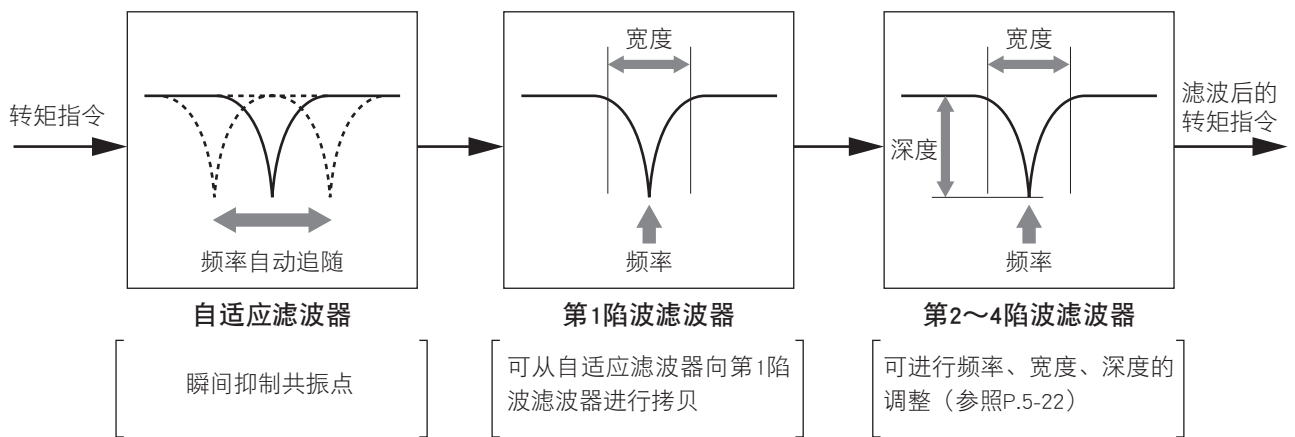 转矩指令
频率自动追随
自适应滤波器
瞬间抑制共振点
宽度
频率
第1陷波滤波器
可从自适应滤波器向第1陷
波滤波器进行拷贝
宽度
深度
频率
第2～4陷波滤波器
可进行频率、宽度、深度的
调整（参照P.5-22）
滤波后的
转矩指令